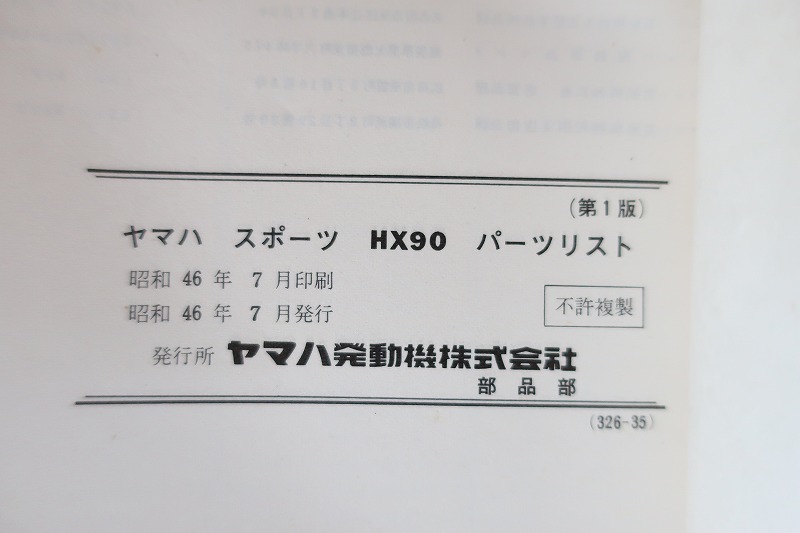 (第1版)
ヤマハ スポーツ HX90 パーツリスト
昭和 46 年 7 月印刷
昭和 46 年 7 月発行
不許複製
発行所 ヤマハ発動機株式会社
部品部
(326-35)